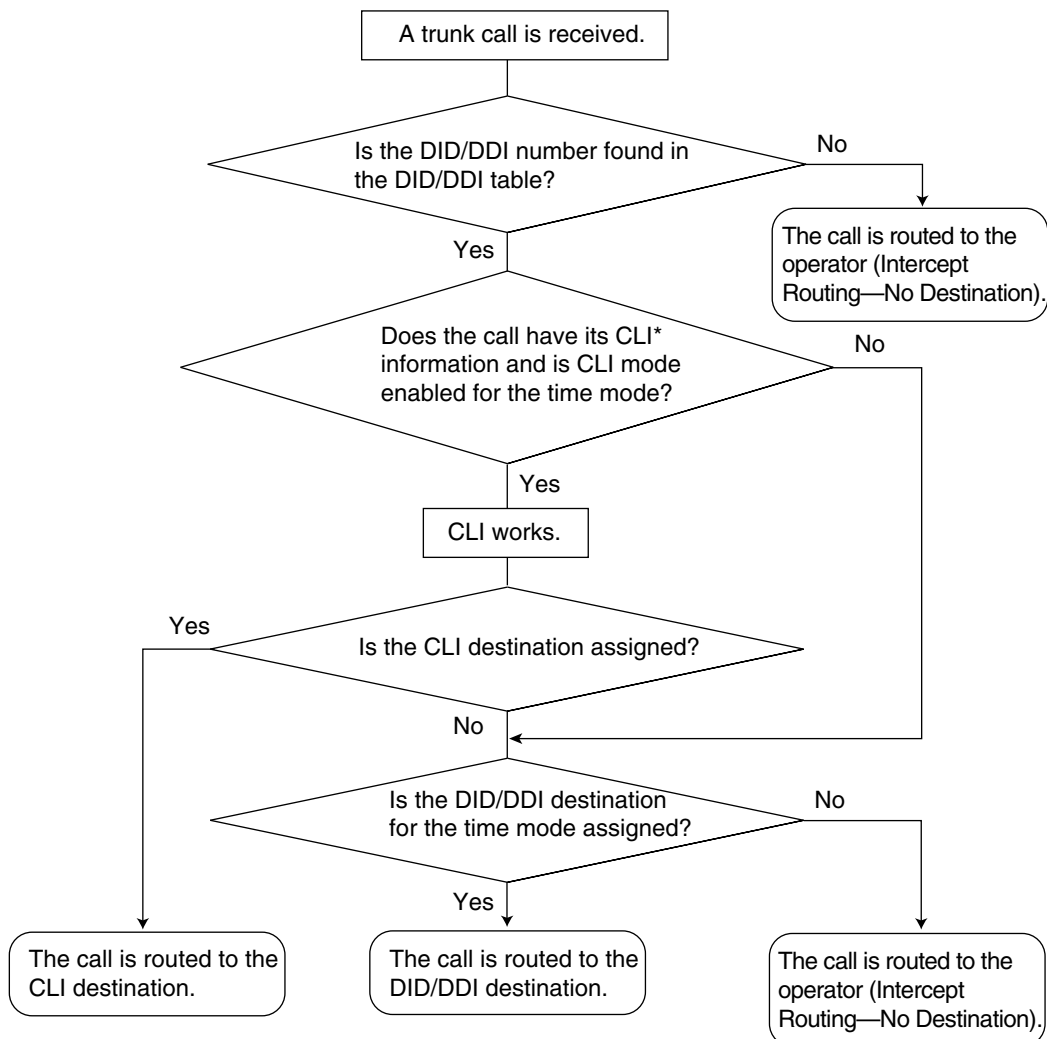 A trunk call is received.
Is the DID/DDI number found in
the DID/DDI table?
No
Yes
The call is routed to the
operator (Intercept
Routing—No Destination).
Does the call have its CLI*
information and is CLI mode
enabled for the time mode?
No
Yes
CLI works.
Yes
Is the CLI destination assigned?
No
Is the DID/DDI destination
for the time mode assigned?
No
Yes
The call is routed to the
CLI destination.
The call is routed to the
DID/DDI destination.
The call is routed to the
operator (Intercept
Routing—No Destination).